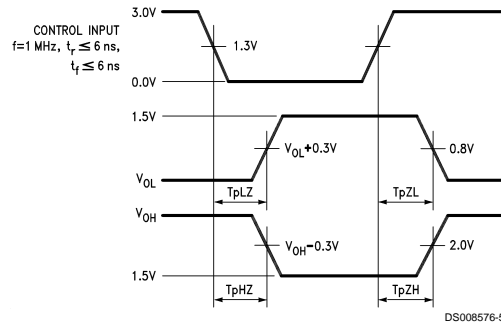 3.0V
CONTROL INPUT
f=1 MHz, tr ≤ 6 ns,
tf ≤ 6 ns
1.3V
0.0V
1.5V
VOL+0.3V
0.8V
VOL
TpLZ
TpZL
VOH
VOH−0.3V
2.0V
1.5V
TpHZ
TpZH
DS008576-5